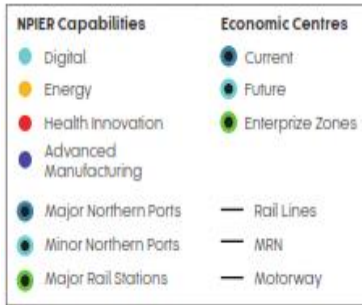 NPIER Capabilities
Digital
Energy
Health Innovation
Advanced
Manufacturing
Major Northern Ports
Minor Northern Ports
Major Rail Stations
Economic Centres
Current
Future
Enterprize Zones
Rail Lines
MRN
Motorway